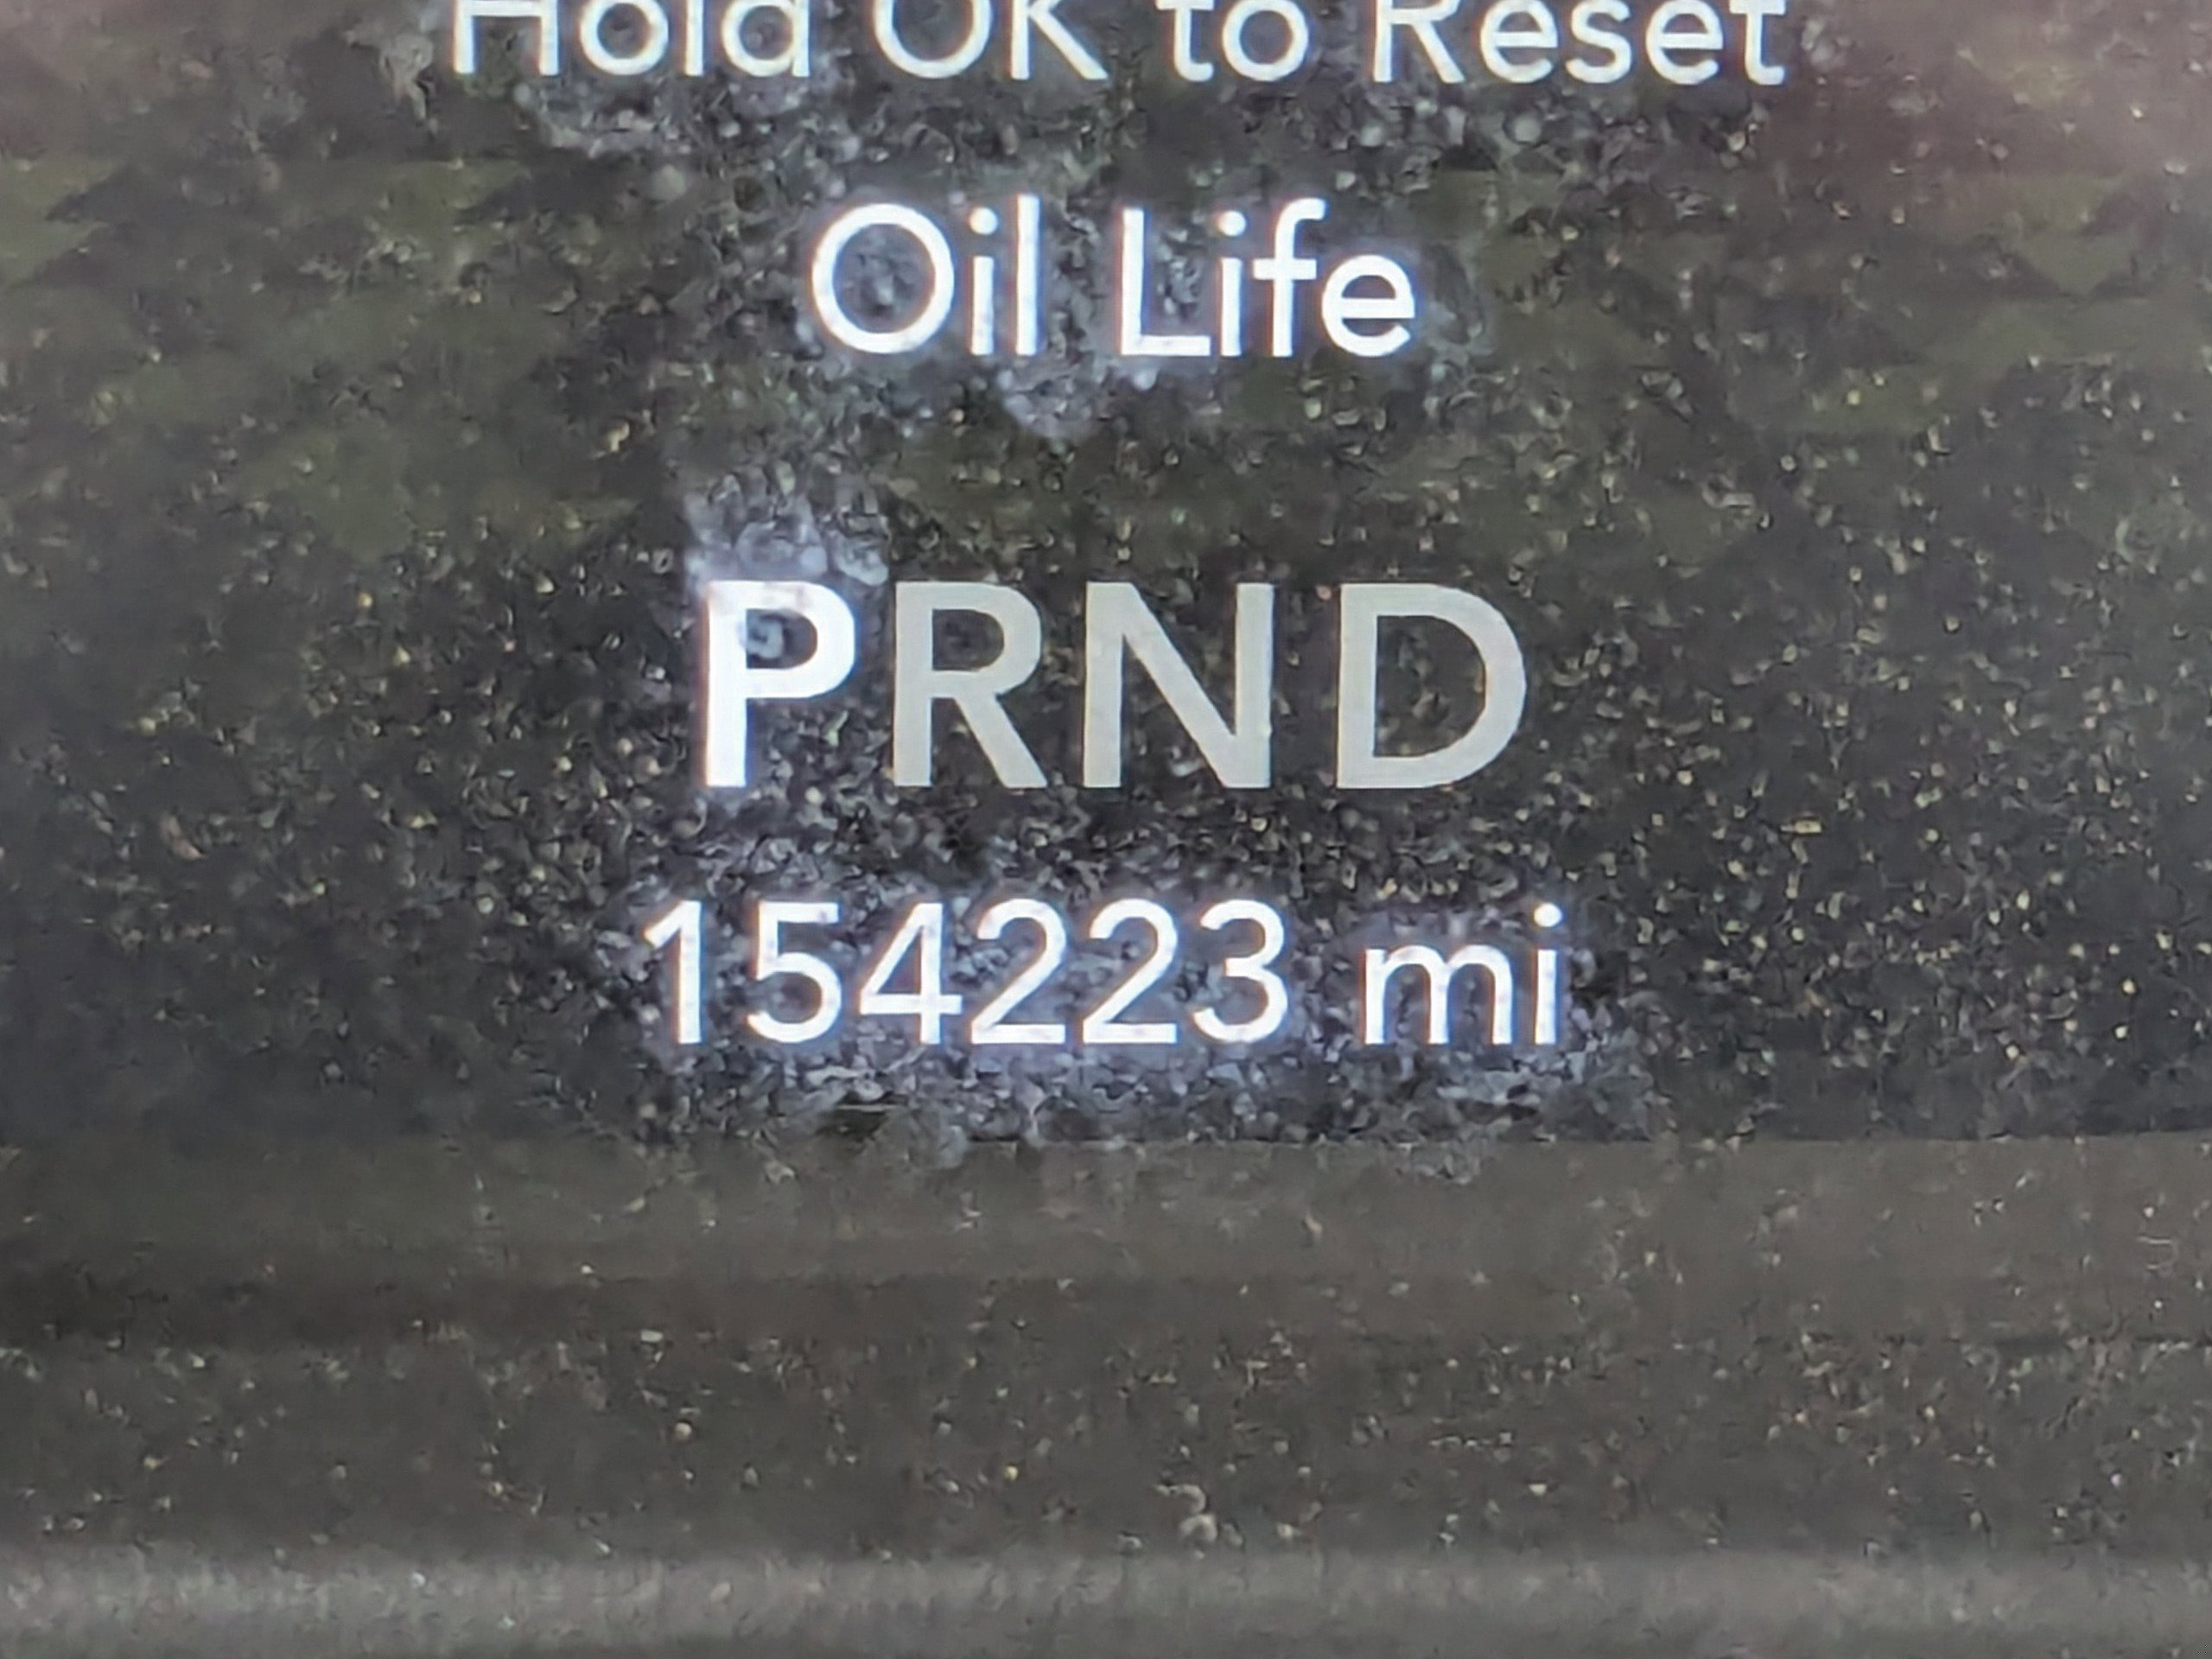 Hold OK to Reset
Oil Life
PRND
154223 mi